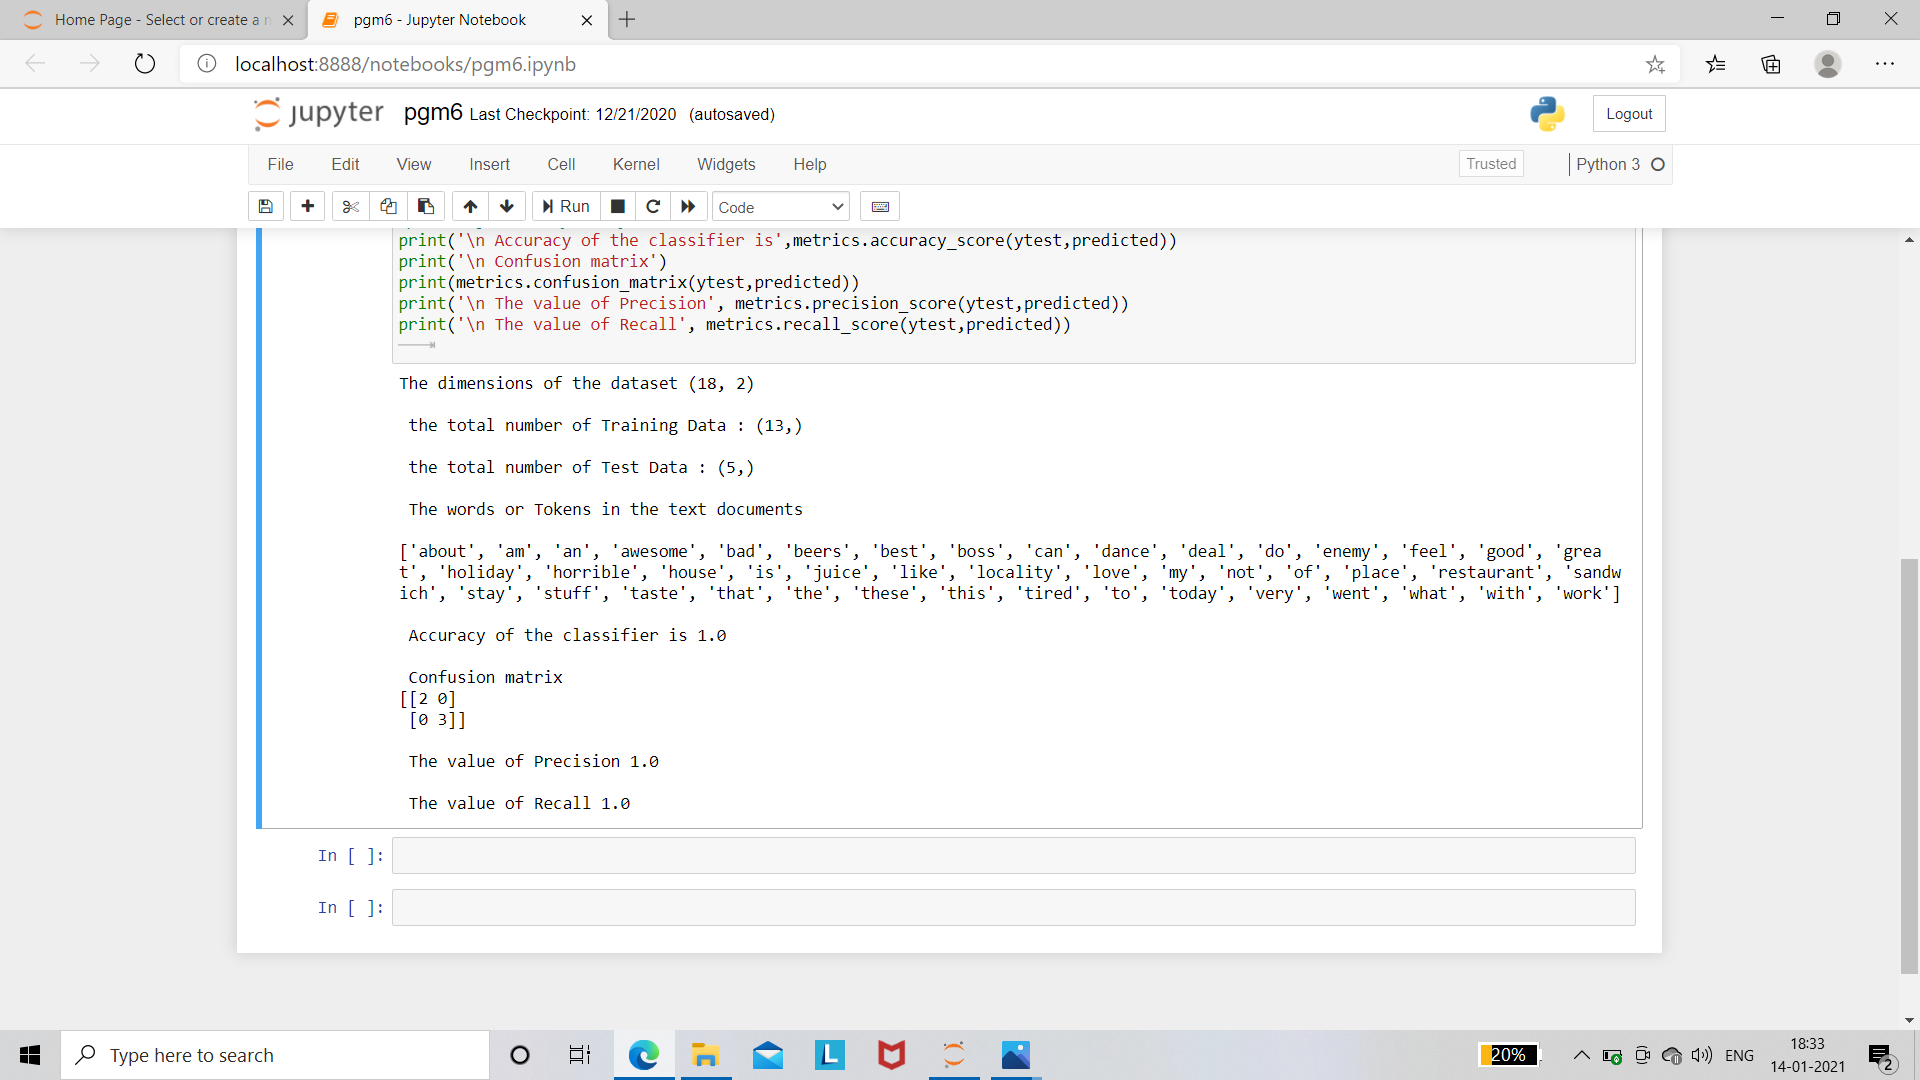 Home Page - Select or create a n
pgm6 - Jupyter Notebook
localhost:8888/notebooks/pgm6.ipynb
jupyter pgm6 Last Checkpoint: 12/21/2020 (autosaved)
Logout
File Edit View Insert Cell Kernel Widgets Help
Trusted
Python 3
Run
Code
print('\n Accuracy of the classifier is',metrics.accuracy_score(ytest,predicted))
print('\n Confusion matrix')
print(metrics.confusion_matrix(ytest,predicted))
print('\n The value of Precision', metrics.precision_score(ytest,predicted))
print('\n The value of Recall', metrics.recall_score(ytest,predicted))
The dimensions of the dataset (18, 2)
the total number of Training Data : (13,)
the total number of Test Data : (5,)
The words or Tokens in the text documents
['about', 'am', 'an', 'awesome', 'bad', 'beers', 'best', 'boss', 'can', 'dance', 'deal', 'do', 'enemy', 'feel', 'good', 'grea
t', 'holiday', 'horrible', 'house', 'is', 'juice', 'like', 'locality', 'love', 'my', 'not', 'of', 'place', 'restaurant', 'sandw
ich', 'stay', 'stuff', 'taste', 'that', 'the', 'these', 'this', 'tired', 'to', 'today', 'very', 'went', 'what', 'with', 'work']
Accuracy of the classifier is 1.0
Confusion matrix
[[2 0]
[0 3]]
The value of Precision 1.0
The value of Recall 1.0
In [ ]:
In [ ]:
Type here to search
L
20%
ENG
18:33
14-01-2021
2